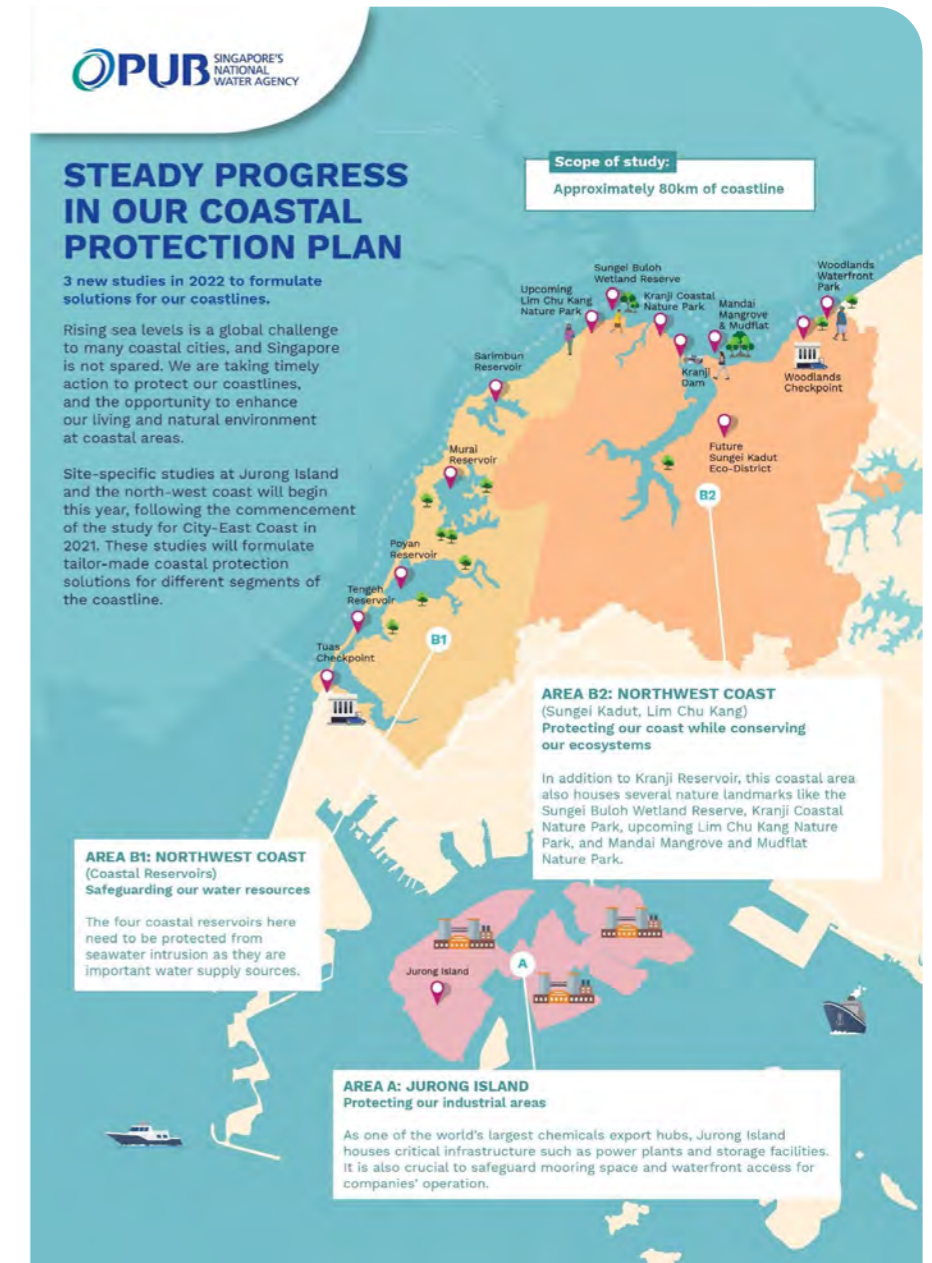 PUB SINGAPORE'S
NATIONAL
WATER AGENCY
STEADY PROGRESS
IN OUR COASTAL
PROTECTION PLAN
3 new studies in 2022 to formulate
solutions for our coastlines.
Rising sea levels is a global challenge
to many coastal cities, and Singapore
is not spared. We are taking timely
action to protect our coastlines,
and the opportunity to enhance
our living and natural environment
at coastal areas.
Site-specific studies at Jurong Island
and the north-west coast will begin
this year, following the commencement
of the study for City-East Coast in
2021. These studies will formulate
tailor-made coastal protection
solutions for different segments of
the coastline.
Scope of study:
Approximately 80km of coastline
Woodlands
Waterfront
Park
Sungei Buloh
Wetland Reserve
Upcoming
Lim Chu Kang
Nature Park
Kranji Coastal
Nature Park
Mandai
Mangrove
& Mudflat
Sarimbun
Reservoir
Kranji
Dam
Woodlands
Checkpoint
Murai
Reservoir
Future
Sungei Kadut
Eco-District
B2
Poyan
Reservoir
Tengeh
Reservoir
B1
Tuas
Checkpoint
AREA B2: NORTHWEST COAST
(Sungei Kadut, Lim Chu Kang)
Protecting our coast while conserving
our ecosystems
In addition to Kranji Reservoir, this coastal area
also houses several nature landmarks like the
Sungei Buloh Wetland Reserve, Kranji Coastal
Nature Park, upcoming Lim Chu Kang Nature
Park, and Mandai Mangrove and Mudflat
Nature Park.
AREA B1: NORTHWEST COAST
(Coastal Reservoirs)
Safeguarding our water resources
The four coastal reservoirs here
need to be protected from
seawater intrusion as they are
important water supply sources.
A
Jurong Island
AREA A: JURONG ISLAND
Protecting our industrial areas
As one of the world's largest chemicals export hubs, Jurong Island
houses critical infrastructure such as power plants and storage facilities.
It is also crucial to safeguard mooring space and waterfront access for
companies' operation.